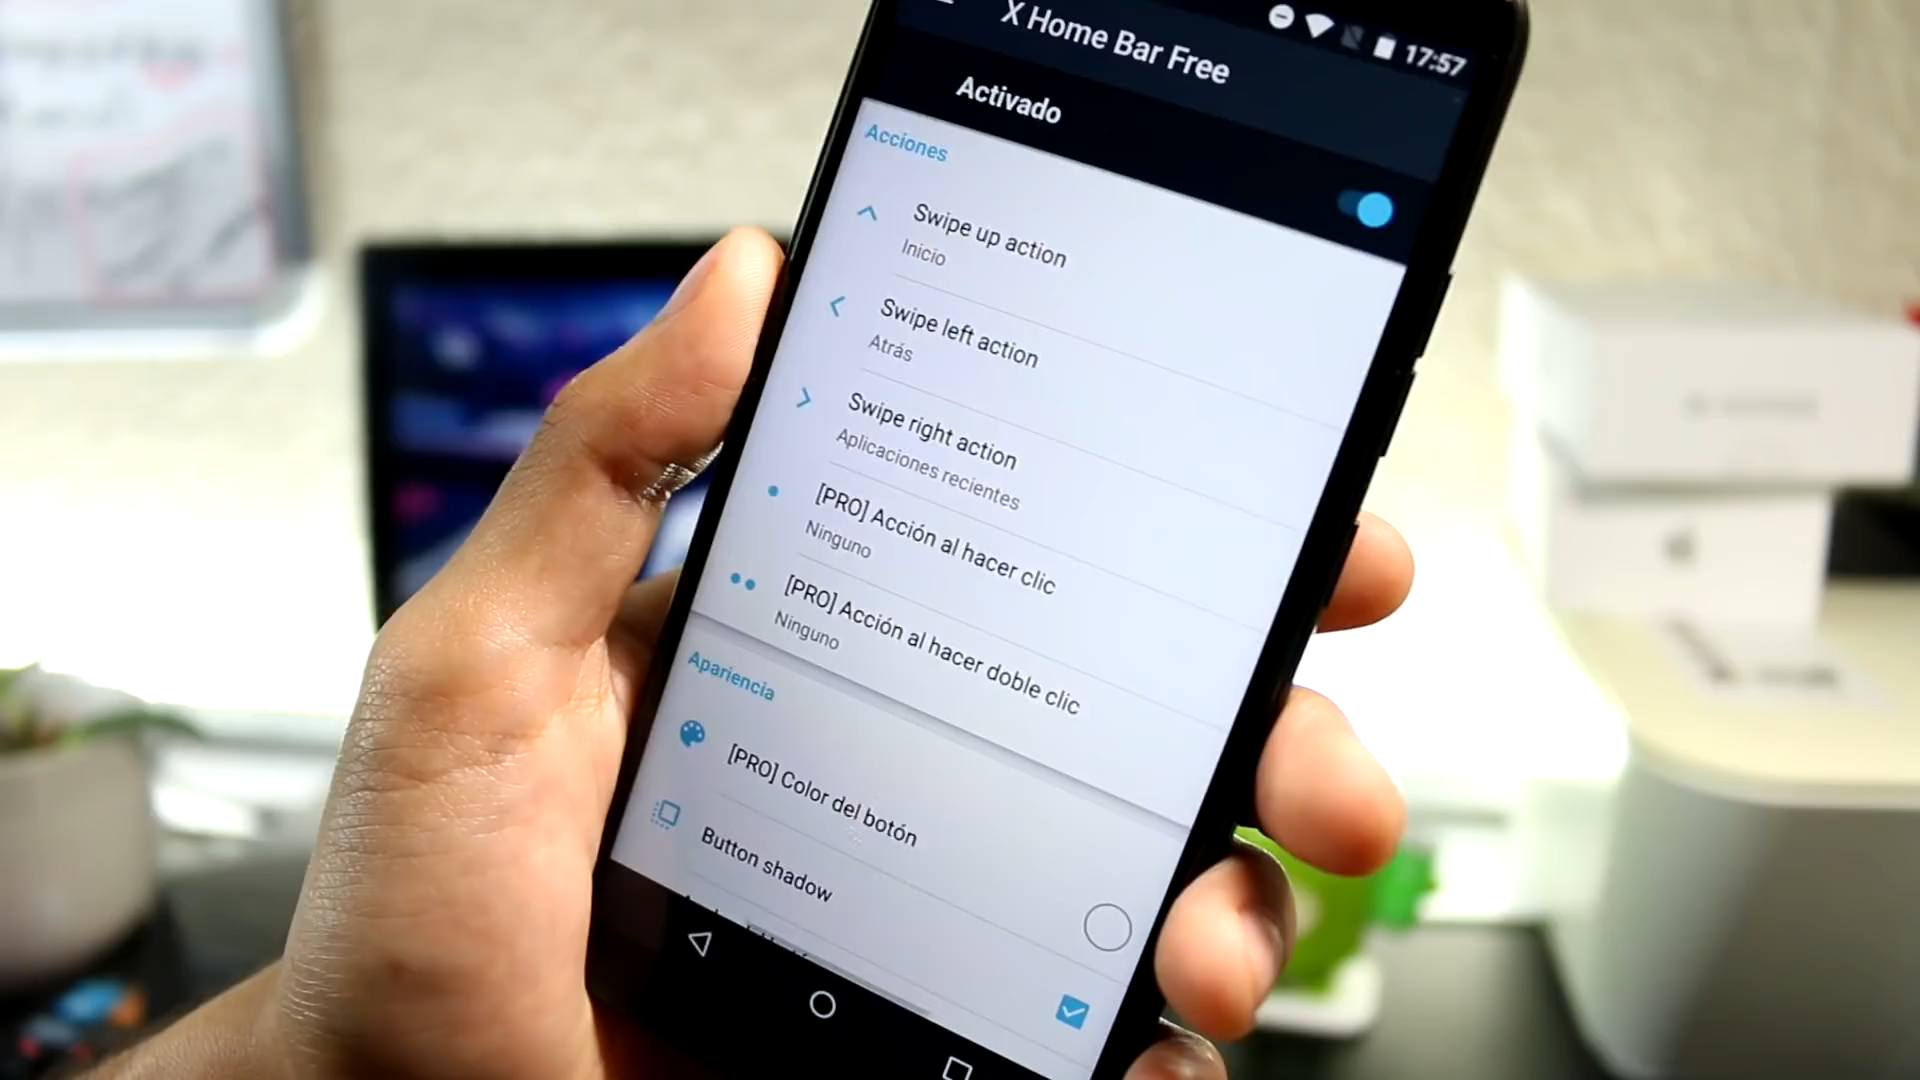 17:57
X Home Bar Free
Activado
Acciones
Swipe up action
Inicio
Swipe left action
Atrás
Swipe right action
Aplicaciones recientes
[PRO] Acción al hacer clic
Ninguno
[PRO] Acción al hacer doble clic
Ninguno
Apariencia
[PRO] Color del botón
Button shadow